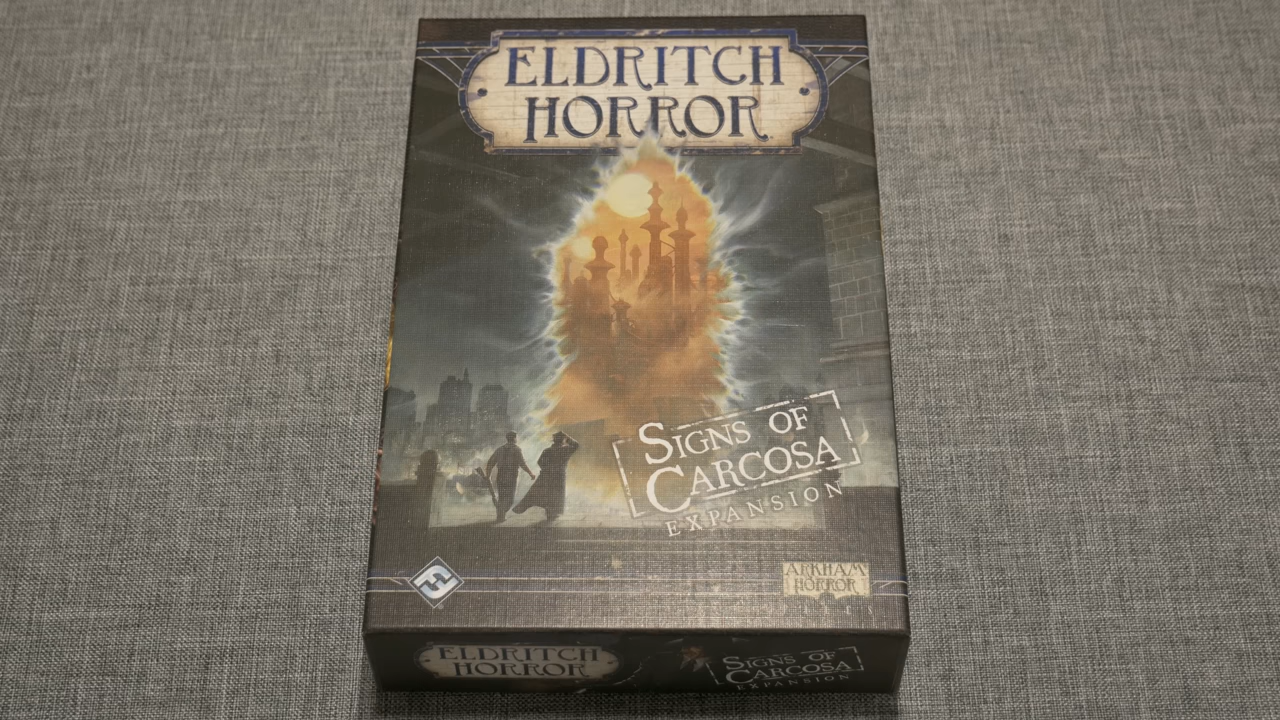 ELDRITCH
HORROR
SIGNS OF
CARCOSA
EXPANSION
ARKHAM
HORROR
ELDRITCH
HORROR
SIGNS OF
CARCOSA
EXPANSION